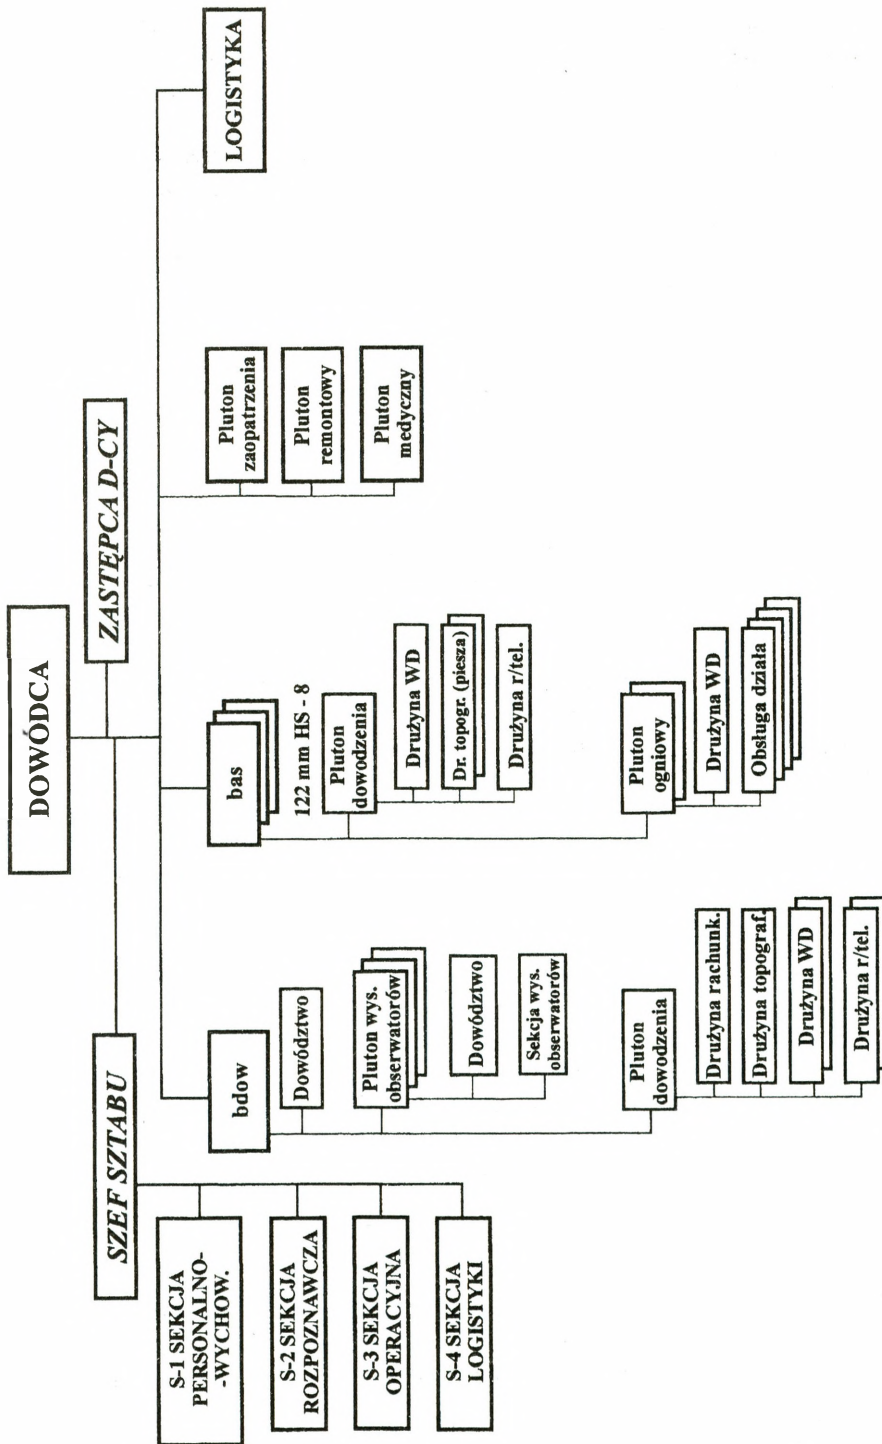 DOWÓDCA
ZASTĘPCA D-CY
SZEF SZTABU
S-1 SEKCJA
PERSONALNO-
-WYCHOW.
S-2 SEKCJA
ROZPOZNAWCZA
S-3 SEKCJA
OPERACYJNA
S-4 SEKCJA
LOGISTYKI
bdow
Dowództwo
Pluton wys.
obserwatorów
Dowództwo
Sekcja wys.
obserwatorów
Pluton
dowodzenia
Drużyna rachunk.
Drużyna topograf.
Drużyna WD
Drużyna r/tel.
bas
122 mm HS - 8
Pluton
dowodzenia
Drużyna WD
Dr. topogr. (piesza)
Drużyna r/tel.
Pluton
ogniowy
Drużyna WD
Obsługa działa
Pluton
zaopatrzenia
Pluton
remontowy
Pluton
medyczny
LOGISTYKA